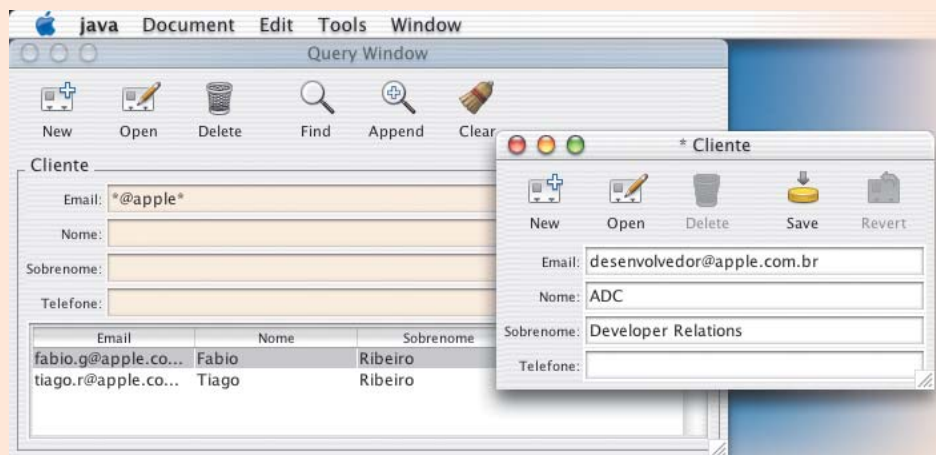 java Document Edit Tools Window
Query Window
New Open Delete Find Append Clear
Cliente
Email: *@apple*
Nome:
Sobrenome:
Telefone:
Email Nome Sobrenome
fabio.g@apple.co... Fabio Ribeiro
tiago.r@apple.co... Tiago Ribeiro
* Cliente
New Open Delete Save Revert
Email: desenvolvedor@apple.com.br
Nome: ADC
Sobrenome: Developer Relations
Telefone: